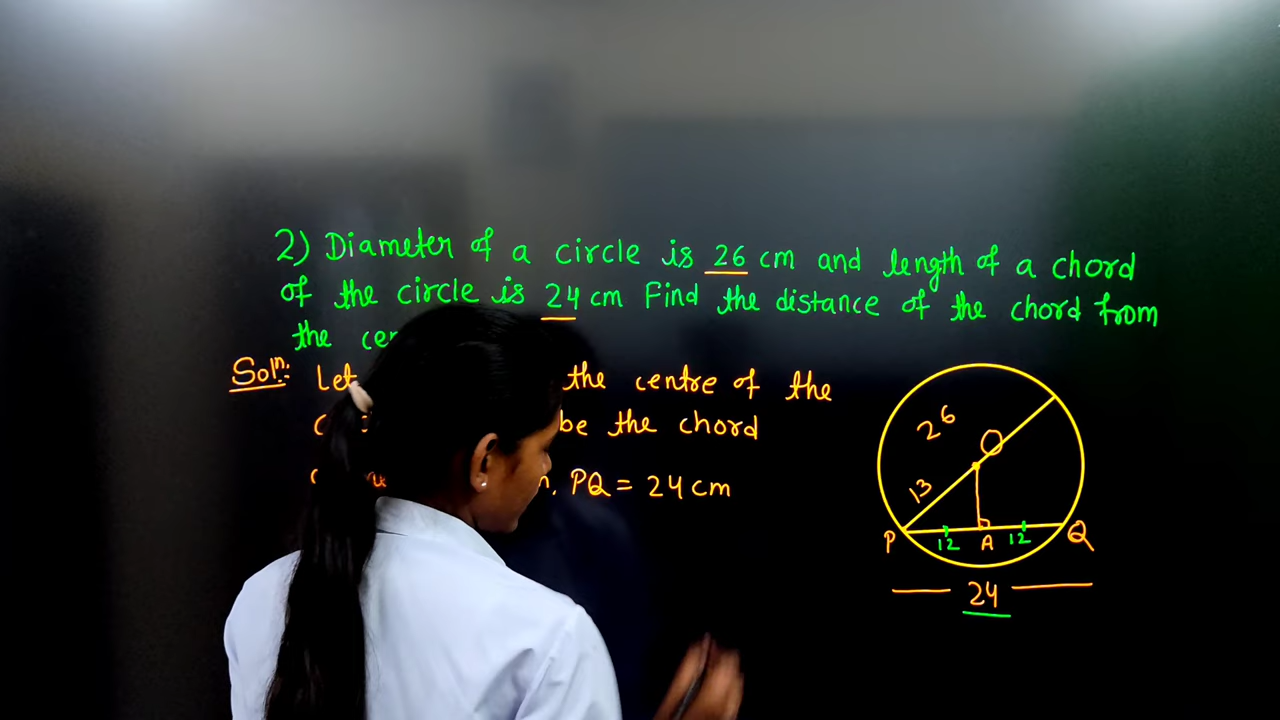 2) Diameter of a circle is 26 cm and length of a chord
of the circle is 24 cm Find the distance of the chord from
the
Soln: Let the centre of the
be the chord
PQ = 24 cm
26
O
13
P 12 A 12 Q
24